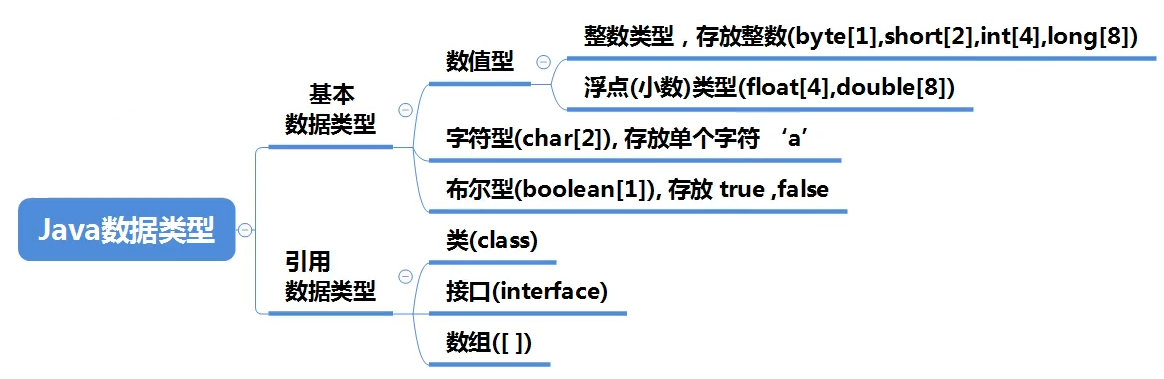 Java数据类型
基本
数据类型
数值型
整数类型，存放整数(byte[1],short[2],int[4],long[8])
浮点(小数)类型(float[4],double[8])
字符型(char[2]), 存放单个字符 ‘a’
布尔型(boolean[1]), 存放 true ,false
引用
数据类型
类(class)
接口(interface)
数组([ ])